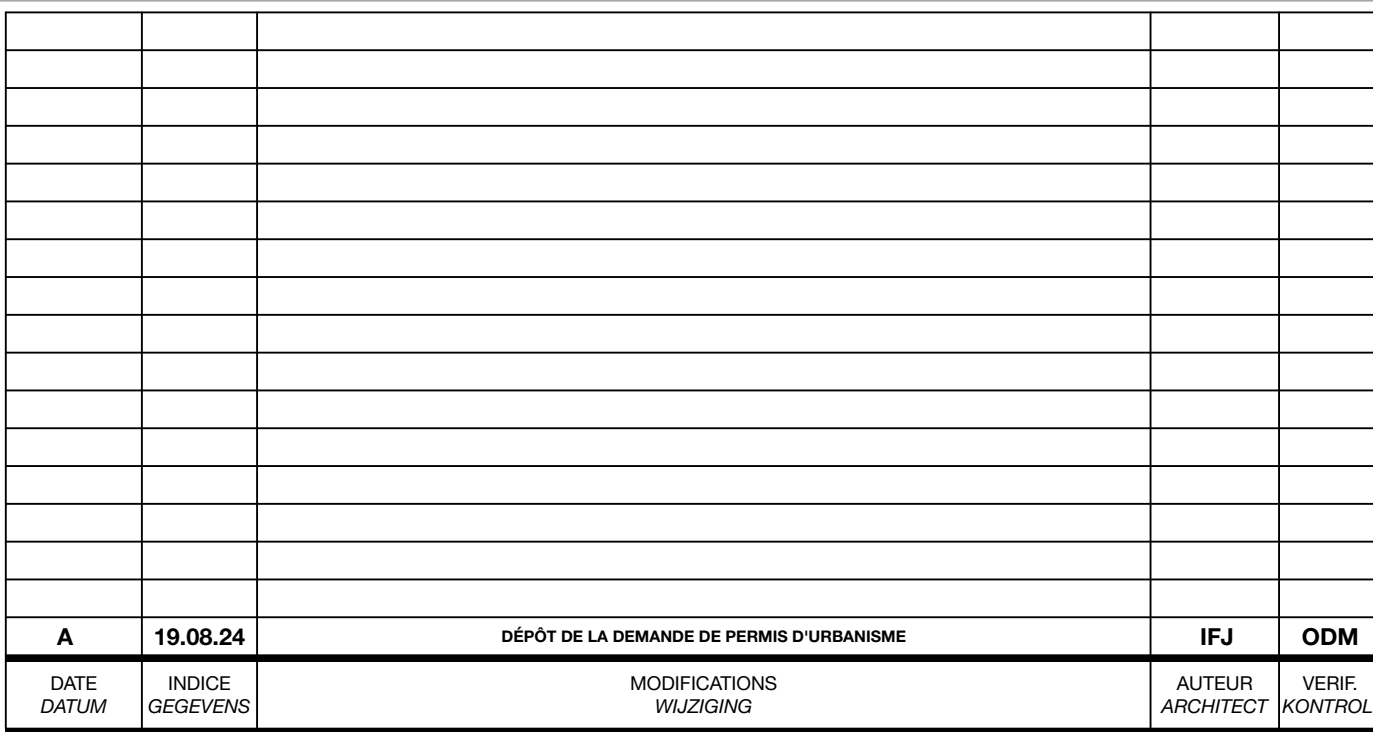 A 19.08.24 DÉPÔT DE LA DEMANDE DE PERMIS D'URBANISME IFJ ODM
DATE INDICE MODIFICATIONS AUTEUR VERIF.
DATUM GEGEVENS WIJZIGING ARCHITECT KONTROL